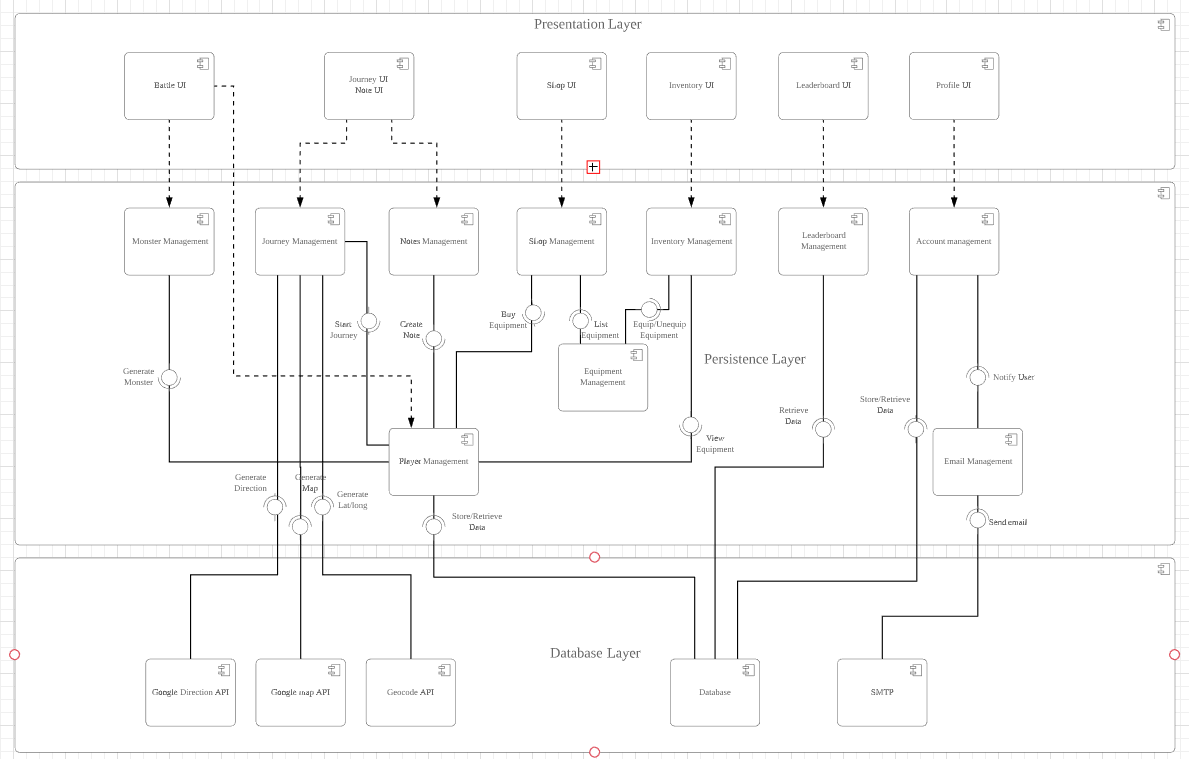 Presentation Layer
Battle UI
Journey UI
Note UI
Shop UI
Inventory UI
Leaderboard UI
Profile UI
Monster Management
Journey Management
Notes Management
Shop Management
Inventory Management
Leaderboard
Management
Account management
Start
Journey
Create
Note
Buy
Equipment
List
Equipment
Equip/Unequip
Equipment
Persistence Layer
Generate
Monster
Equipment
Management
Notify User
Store/Retrieve
Data
Retrieve
Data
View
Equipment
Player Management
Email Management
Generate
Direction
Generate
Map
Generate
Lat/long
Store/Retrieve
Data
Send email
Database Layer
Google Direction API
Google map API
Geocode API
Database
SMTP